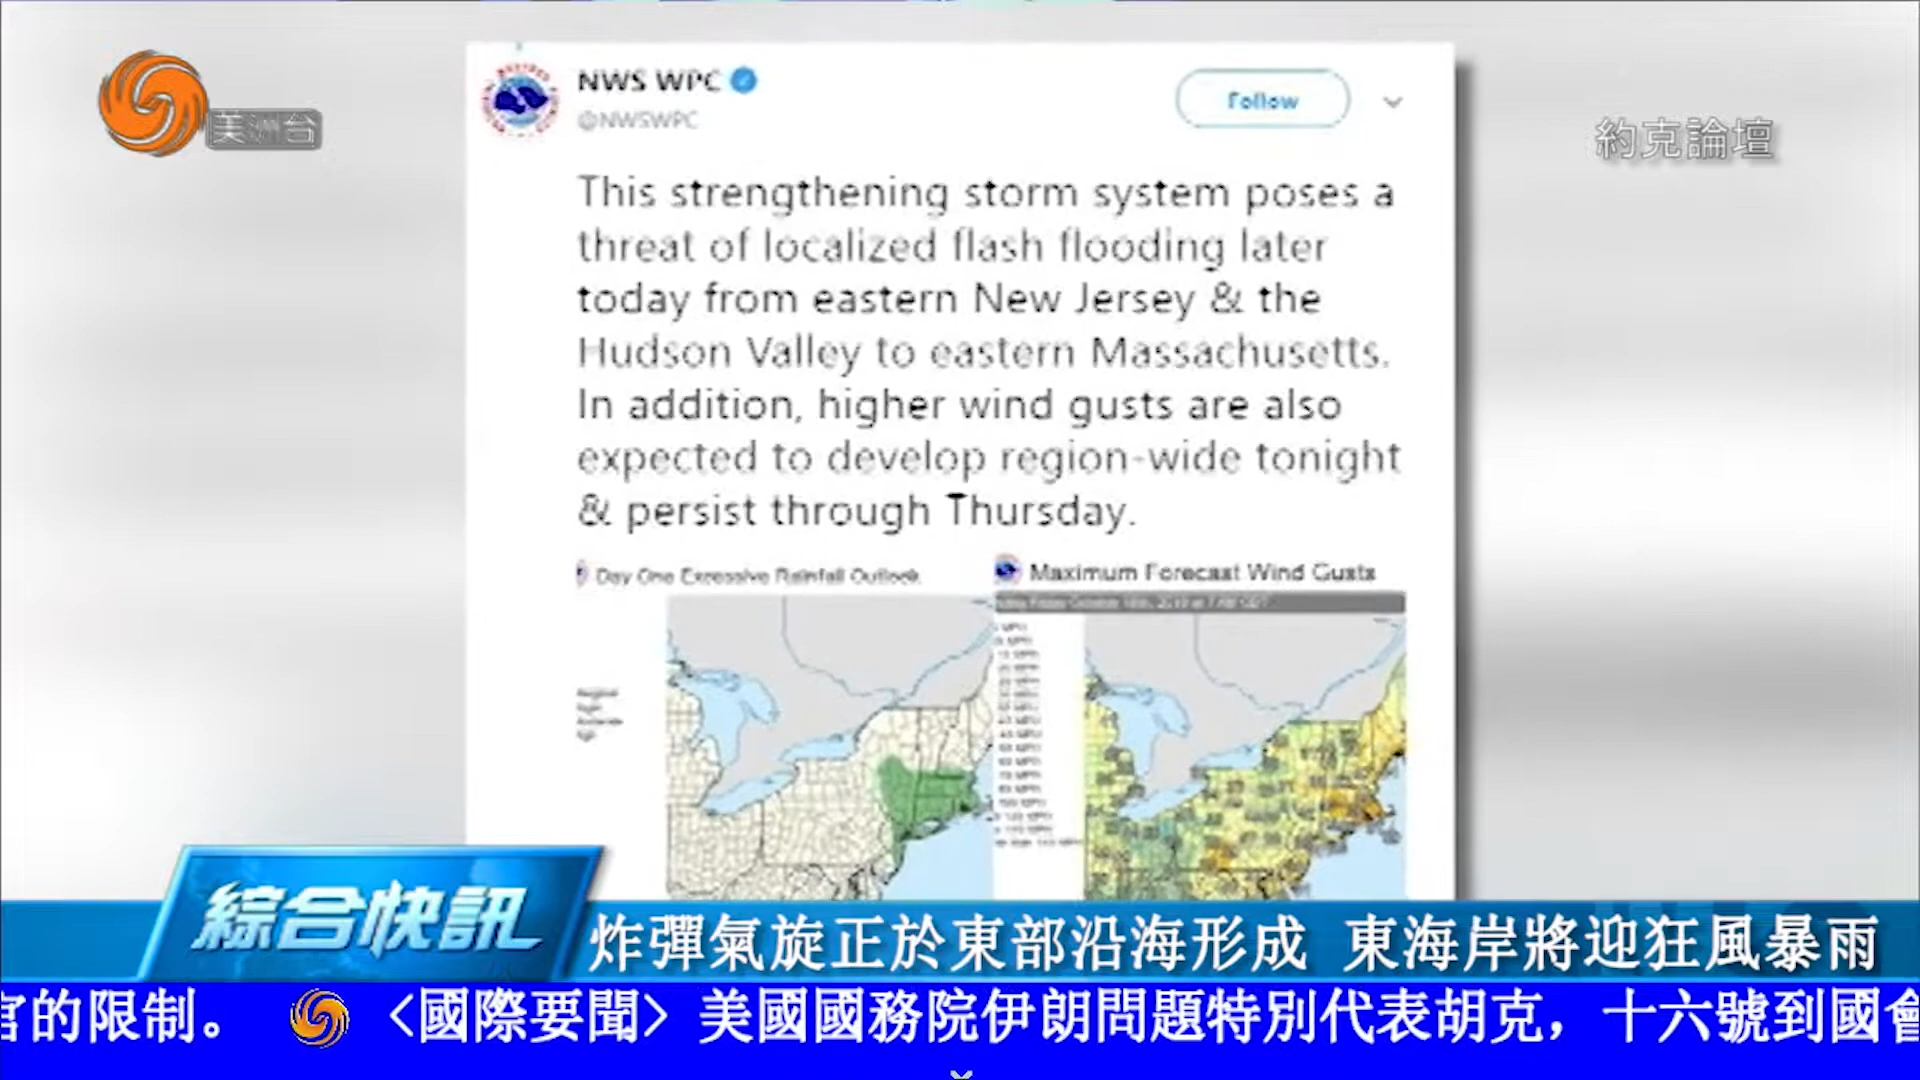 美洲台
約克論壇
NWS WPC
@NWSWPC
Follow
This strengthening storm system poses a
threat of localized flash flooding later
today from eastern New Jersey & the
Hudson Valley to eastern Massachusetts.
In addition, higher wind gusts are also
expected to develop region-wide tonight
& persist through Thursday.
Day One Excessive Rainfall Outlook
Maximum Forecast Wind Gusts
綜合快訊
炸彈氣旋正於東部沿海形成 東海岸將迎狂風暴雨
官的限制。 〈國際要聞〉美國國務院伊朗問題特別代表胡克，十六號到國會